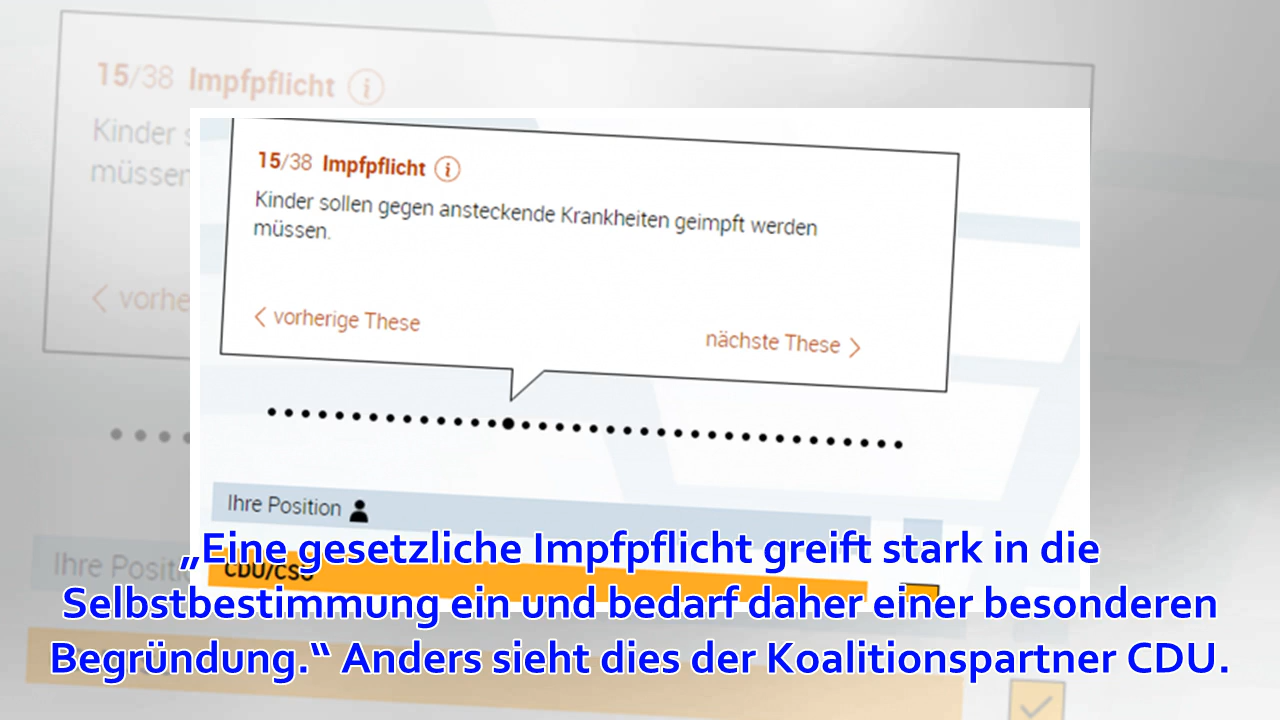 15/38 Impfpflicht
Kinder s
müssen
vorhe
Ihre Positi
15/38 Impfpflicht i
Kinder sollen gegen ansteckende Krankheiten geimpft werden
müssen.
vorherige These
nächste These
Ihre Position
CDU/CSU
„Eine gesetzliche Impfpflicht greift stark in die
Selbstbestimmung ein und bedarf daher einer besonderen
Begründung.“ Anders sieht dies der Koalitionspartner CDU.